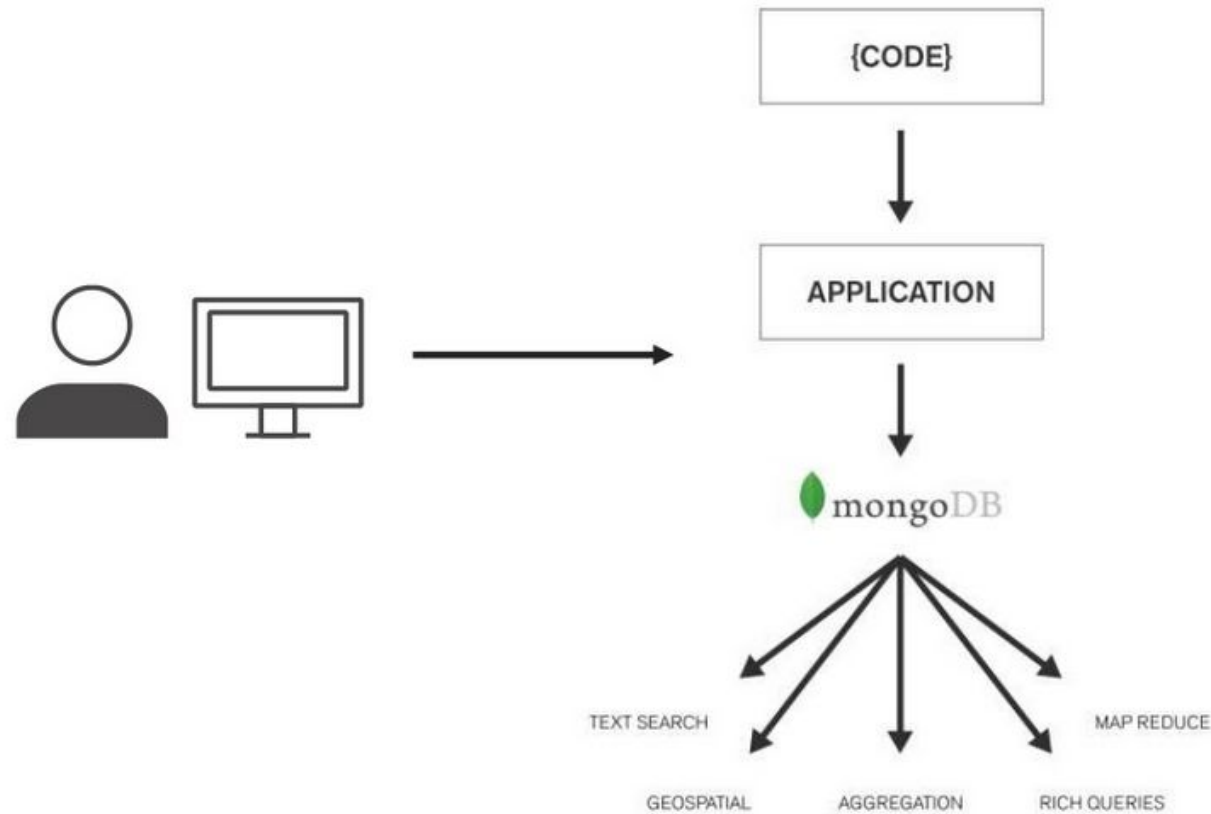 {CODE}
APPLICATION
mongoDB
TEXT SEARCH
MAP REDUCE
GEOSPATIAL
AGGREGATION
RICH QUERIES